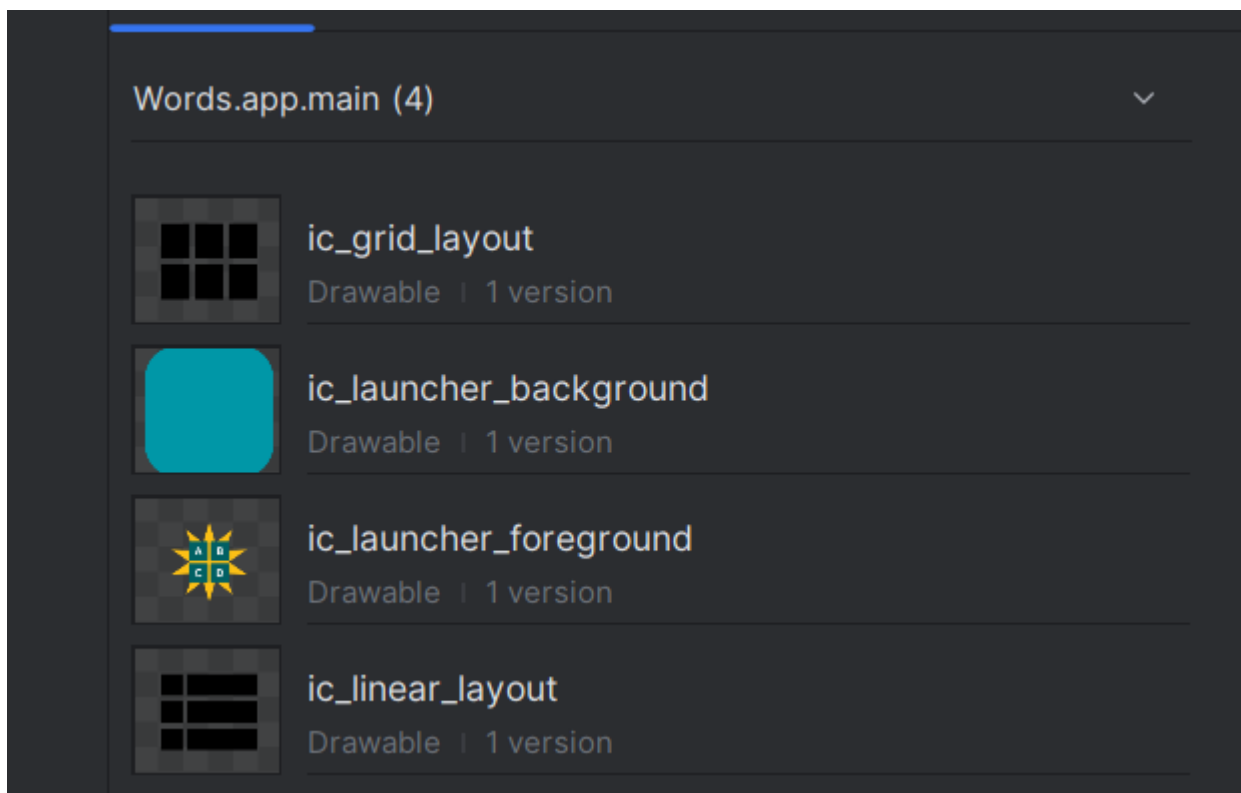 Words.app.main (4)
ic_grid_layout
Drawable | 1 version
ic_launcher_background
Drawable | 1 version
A B
C D
ic_launcher_foreground
Drawable | 1 version
ic_linear_layout
Drawable | 1 version